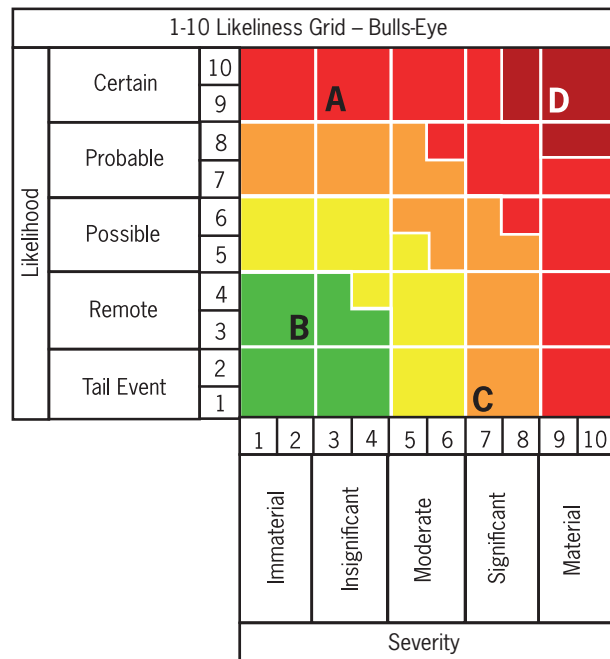 1-10 Likeliness Grid – Bulls-Eye
Likelihood
Certain
10
9
A
D
Probable
8
7
Possible
6
5
Remote
4
3
B
Tail Event
2
1
C
1 2 3 4 5 6 7 8 9 10
Immaterial
Insignificant
Moderate
Significant
Material
Severity